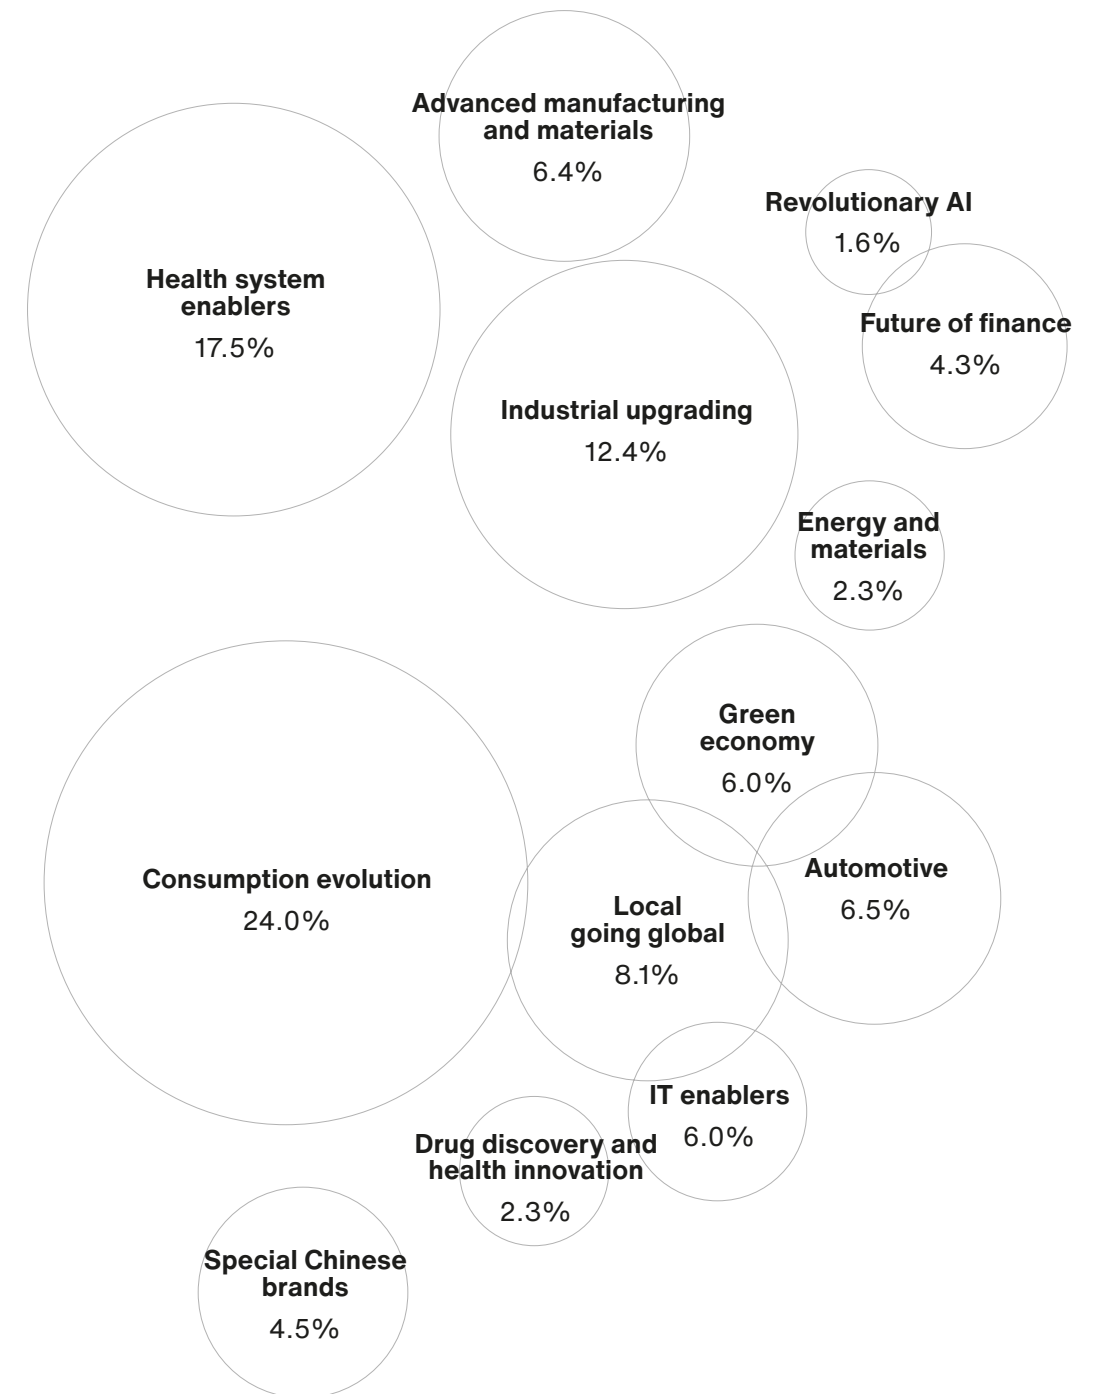 Advanced manufacturing
and materials
6.4%
Revolutionary AI
1.6%
Health system
enablers
17.5%
Future of finance
4.3%
Industrial upgrading
12.4%
Energy and
materials
2.3%
Green
economy
6.0%
Consumption evolution
24.0%
Local
going global
8.1%
Automotive
6.5%
IT enablers
6.0%
Drug discovery and
health innovation
2.3%
Special Chinese
brands
4.5%